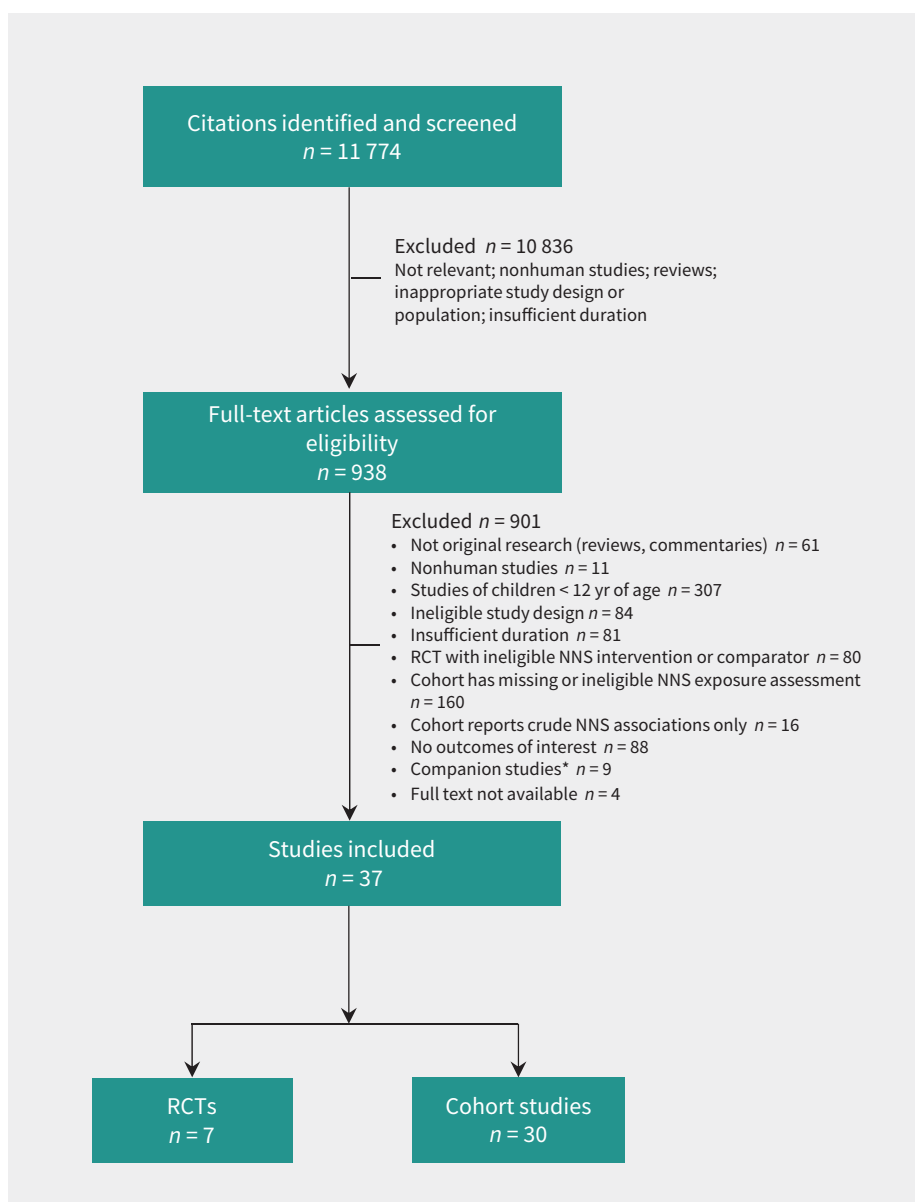 Citations identified and screened
n = 11 774
Excluded n = 10 836
Not relevant; nonhuman studies; reviews;
inappropriate study design or
population; insufficient duration
Full-text articles assessed for
eligibility
n = 938
Excluded n = 901
• Not original research (reviews, commentaries) n = 61
• Nonhuman studies n = 11
• Studies of children < 12 yr of age n = 307
• Ineligible study design n = 84
• Insufficient duration n = 81
• RCT with ineligible NNS intervention or comparator n = 80
• Cohort has missing or ineligible NNS exposure assessment
n = 160
• Cohort reports crude NNS associations only n = 16
• No outcomes of interest n = 88
• Companion studies* n = 9
• Full text not available n = 4
Studies included
n = 37
RCTs
n = 7
Cohort studies
n = 30